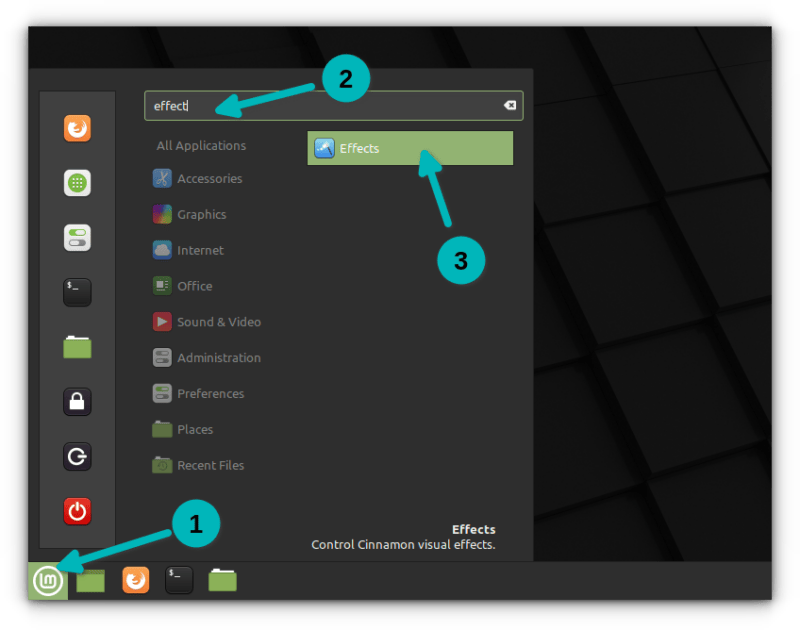 2
effect
All Applications
Effects
Accessories
Graphics
3
Internet
Office
Sound & Video
Administration
Preferences
Places
Recent Files
1
Effects
Control Cinnamon visual effects.
$_
$_
lm